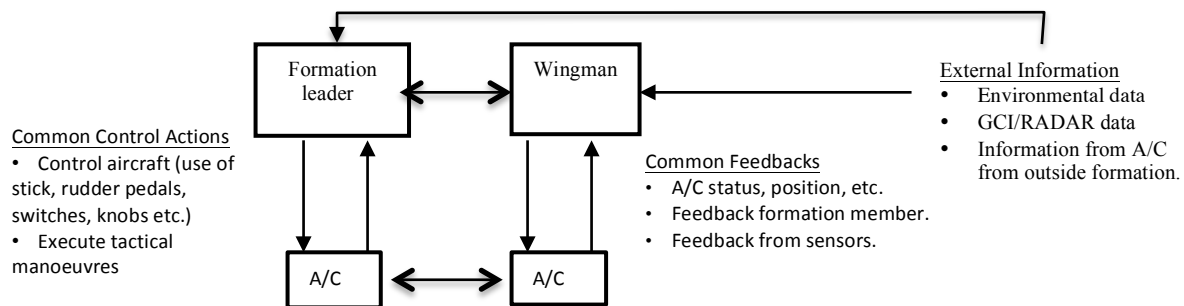 Formation
leader
Wingman
External Information
• Environmental data
• GCI/RADAR data
• Information from A/C
from outside formation.
Common Control Actions
• Control aircraft (use of
stick, rudder pedals,
switches, knobs etc.)
• Execute tactical
manoeuvres
Common Feedbacks
• A/C status, position, etc.
• Feedback formation member.
• Feedback from sensors.
A/C
A/C